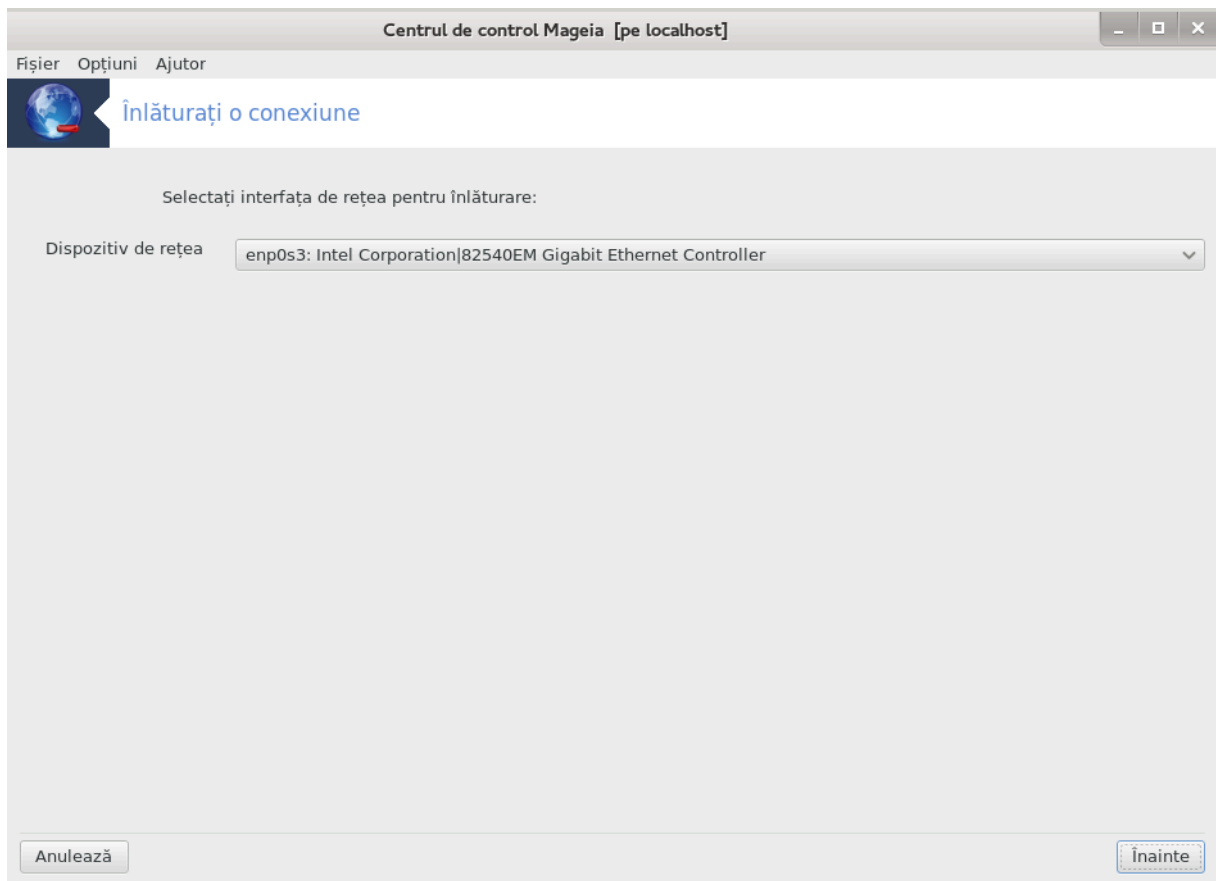 Centrul de control Mageia [pe localhost]
Fișier Opțiuni Ajutor
Înlăturați o conexiune
Selectați interfața de rețea pentru înlăturare:
Dispozitiv de rețea enp0s3: Intel Corporation|82540EM Gigabit Ethernet Controller
Anulează Înainte